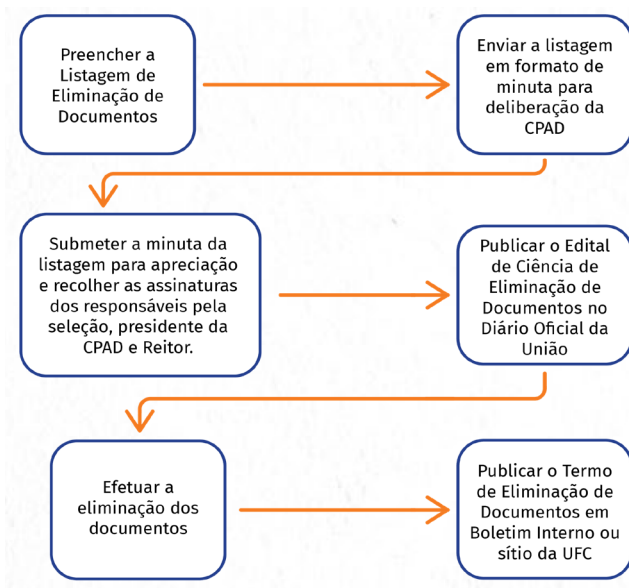 Preencher a
Listagem de
Eliminação de
Documentos
Enviar a listagem
em formato de
minuta para
deliberação da
CPAD
Submeter a minuta da
listagem para apreciação
e recolher as assinaturas
dos responsáveis pela
seleção, presidente da
CPAD e Reitor.
Publicar o Edital
de Ciência de
Eliminação de
Documentos no
Diário Oficial da
União
Efetuar a
eliminação dos
documentos
Publicar o Termo
de Eliminação de
Documentos em
Boletim Interno ou
sítio da UFC